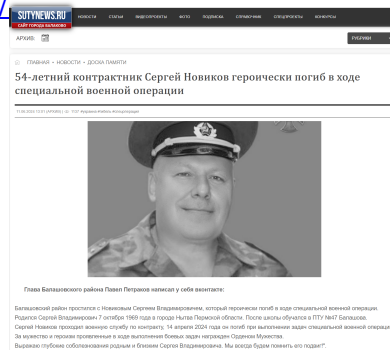 SUTYNEWS.RU
САЙТ ГОРОДА БАЛАКОВО
НОВОСТИ СТАТЬИ ВИДЕОПРОЕКТЫ ФОТО ПОДПИСКА СПРАВОЧНИК СПЕЦПРОЕКТЫ КОНКУРСЫ
АРХИВ: РУБРИКИ
ГЛАВНАЯ • НОВОСТИ • ДОСКА ПАМЯТИ
54-летний контрактник Сергей Новиков героически погиб в ходе
специальной военной операции
Глава Балашовского района Павел Петраков написал у себя вконтакте:
Балашовский район простился с Новиковым Сергеем Владимировичем, который героически погиб в ходе специальной военной операции.
Родился Сергей Владимирович 7 октября 1969 года в городе Нытва Пермской области. После школы обучался в ПТУ №47 Балашова.
Сергей Новиков проходил военную службу по контракту, 14 апреля 2024 года он погиб при выполнении задач специальной военной операции
За мужество и героизм проявленные в ходе выполнения боевых задач награжден Орденом Мужества.
Выражаю глубокие соболезнования родным и близким Сергея Владимировича. Мы всегда будем помнить его подвиг!".